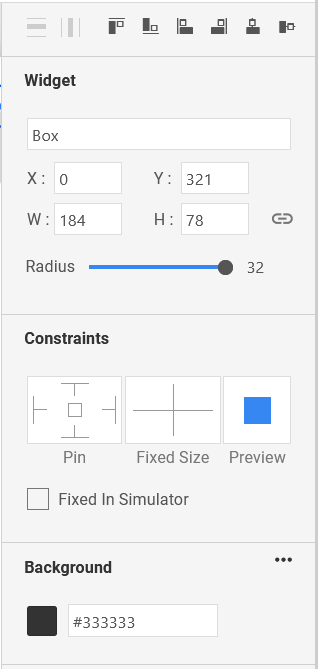 Widget
Box
X : 0 Y : 321
W : 184 H : 78
Radius 32
Constraints
Pin Fixed Size Preview
Fixed In Simulator
Background
#333333